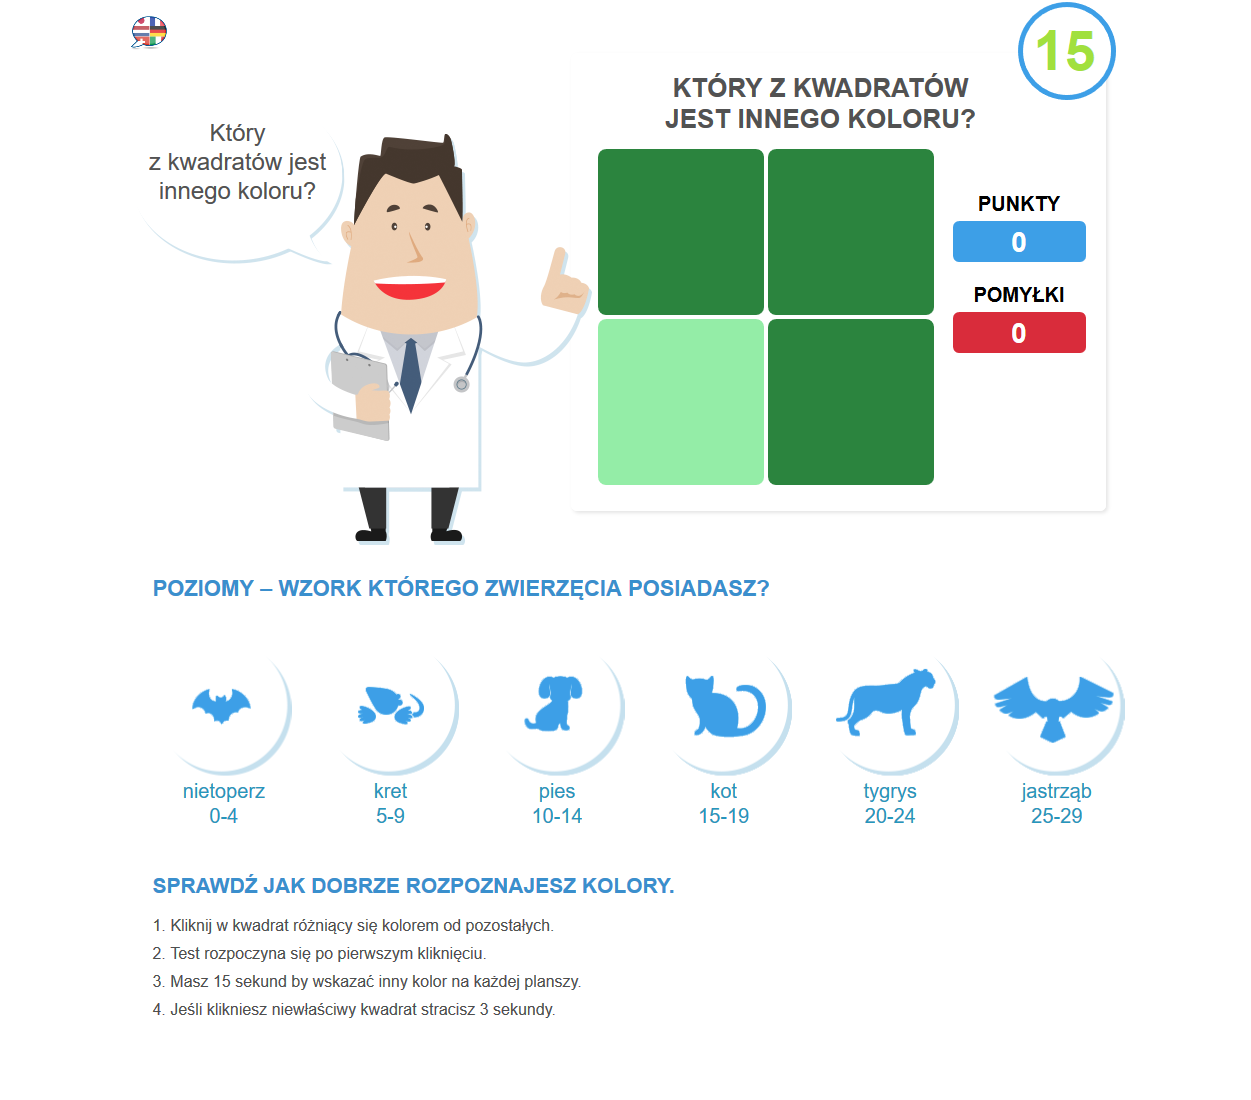 15
KTÓRY Z KWADRATÓW
JEST INNEGO KOLORU?
Który
z kwadratów jest
innego koloru?
PUNKTY
0
POMYŁKI
0
POZIOMY – WZORK KTÓREGO ZWIERZĘCIA POSIADASZ?
nietoperz
0-4
kret
5-9
pies
10-14
kot
15-19
tygrys
20-24
jastrząb
25-29
SPRAWDŹ JAK DOBRZE ROZPOZNAJESZ KOLORY.
1. Kliknij w kwadrat różniący się kolorem od pozostałych.
2. Test rozpoczyna się po pierwszym kliknięciu.
3. Masz 15 sekund by wskazać inny kolor na każdej planszy.
4. Jeśli klikniesz niewłaściwy kwadrat stracisz 3 sekundy.